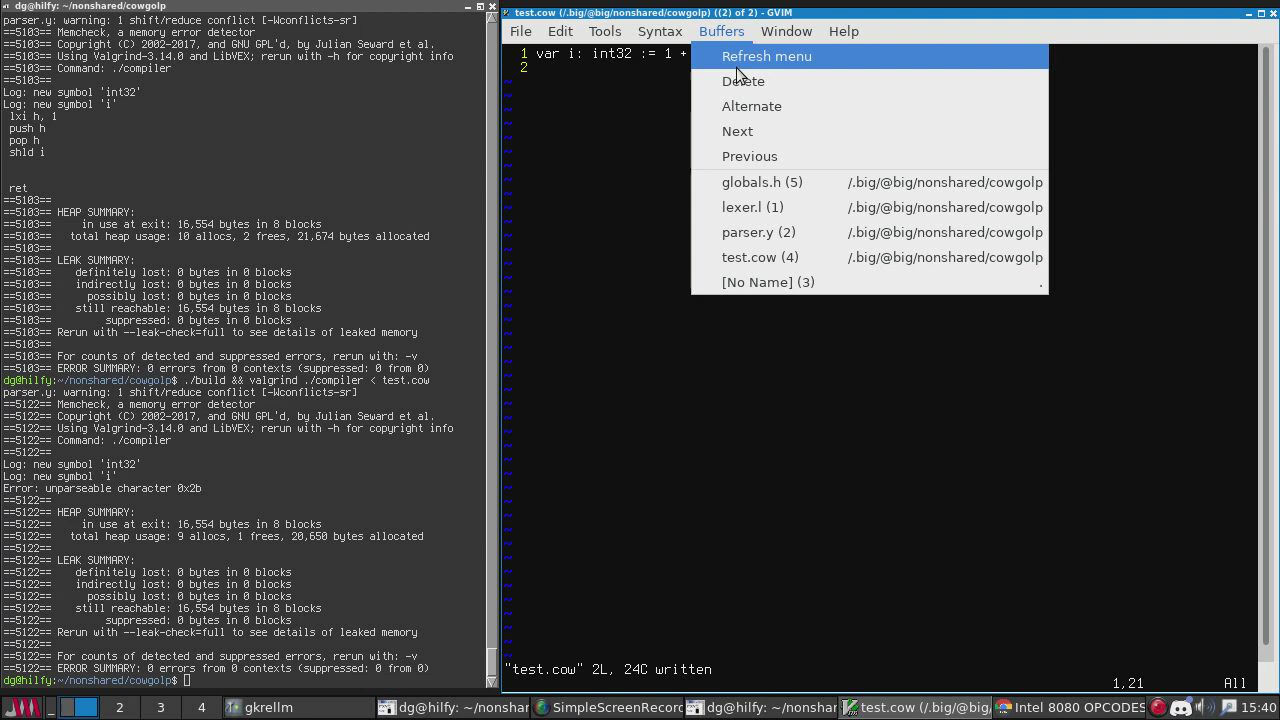 dg@hilfy: ~/nonshared/cowgolp
parser.y: warning: 1 shift/reduce conflict [-Wconflicts-sr]
==5103== Memcheck, a memory error detector
==5103== Copyright (C) 2002-2017, and GNU GPL'd, by Julian Seward et al.
==5103== Using Valgrind-3.14.0 and LibVEX; rerun with -h for copyright info
==5103== Command: ./compiler
==5103==
Log: new symbol 'int32'
Log: new symbol 'i'
lxi h, 1
push h
pop h
shld i
ret
==5103==
==5103== HEAP SUMMARY:
==5103== in use at exit: 16,554 bytes in 8 blocks
==5103== total heap usage: 10 allocs, 2 frees, 21,674 bytes allocated
==5103==
==5103== LEAK SUMMARY:
==5103== definitely lost: 0 bytes in 0 blocks
==5103== indirectly lost: 0 bytes in 0 blocks
==5103== possibly lost: 0 bytes in 0 blocks
==5103== still reachable: 16,554 bytes in 8 blocks
==5103== suppressed: 0 bytes in 0 blocks
==5103== Rerun with --leak-check=full to see details of leaked memory
==5103==
==5103== For counts of detected and suppressed errors, rerun with: -v
==5103== ERROR SUMMARY: 0 errors from 0 contexts (suppressed: 0 from 0)
dg@hilfy:~/nonshared/cowgolp$ ./build && valgrind ./compiler < test.cow
parser.y: warning: 1 shift/reduce conflict [-Wconflicts-sr]
==5122== Memcheck, a memory error detector
==5122== Copyright (C) 2002-2017, and GNU GPL'd, by Julian Seward et al.
==5122== Using Valgrind-3.14.0 and LibVEX; rerun with -h for copyright info
==5122== Command: ./compiler
==5122==
Log: new symbol 'int32'
Log: new symbol 'i'
Error: unparseable character 0x2b
==5122==
==5122== HEAP SUMMARY:
==5122== in use at exit: 16,554 bytes in 8 blocks
==5122== total heap usage: 9 allocs, 1 frees, 20,650 bytes allocated
==5122==
==5122== LEAK SUMMARY:
==5122== definitely lost: 0 bytes in 0 blocks
==5122== indirectly lost: 0 bytes in 0 blocks
==5122== possibly lost: 0 bytes in 0 blocks
==5122== still reachable: 16,554 bytes in 8 blocks
==5122== suppressed: 0 bytes in 0 blocks
==5122== Rerun with --leak-check=full to see details of leaked memory
==5122==
==5122== For counts of detected and suppressed errors, rerun with: -v
==5122== ERROR SUMMARY: 0 errors from 0 contexts (suppressed: 0 from 0)
dg@hilfy:~/nonshared/cowgolp$
test.cow (/.big/@big/nonshared/cowgolp) ((2) of 2) - GVIM
File Edit Tools Syntax Buffers Window Help
1 var i: int32 := 1 +
2
Refresh menu
Delete
Alternate
Next
Previous
globals.h (5) /.big/@big/nonshared/cowgolp
lexer.l (1) /.big/@big/nonshared/cowgolp
parser.y (2) /.big/@big/nonshared/cowgolp
test.cow (4) /.big/@big/nonshared/cowgolp
[No Name] (3) .
"test.cow" 2L, 24C written
1,21 All
2 3 4 gkrellm dg@hilfy: ~/nonshar SimpleScreenRecor dg@hilfy: ~/nonshar test.cow (/.big/@big/ Intel 8080 OPCODES 15:40